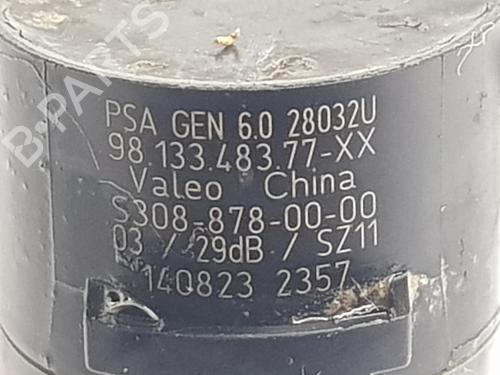 PSA GEN 6.0 28032U
98.133.483.77-XX
Valeo China
S308-878-00-00
03 / 29dB / SZ11
140823 2357
B-PARTS